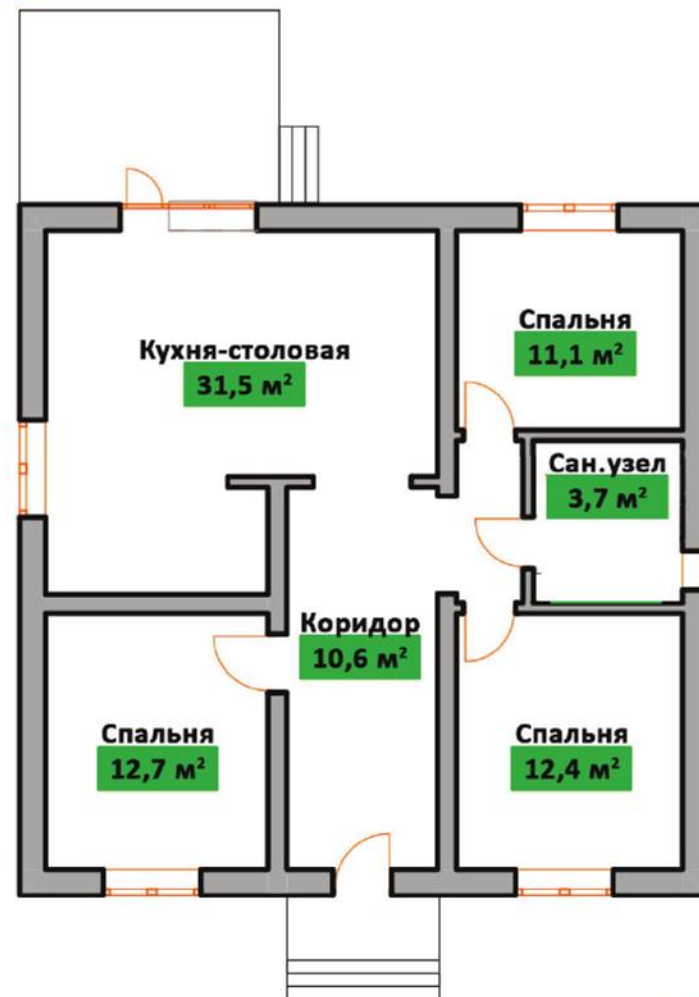 Спальня
11,1 м²
Кухня-столовая
31,5 м²
Сан.узел
3,7 м²
Коридор
10,6 м²
Спальня
12,7 м²
Спальня
12,4 м²